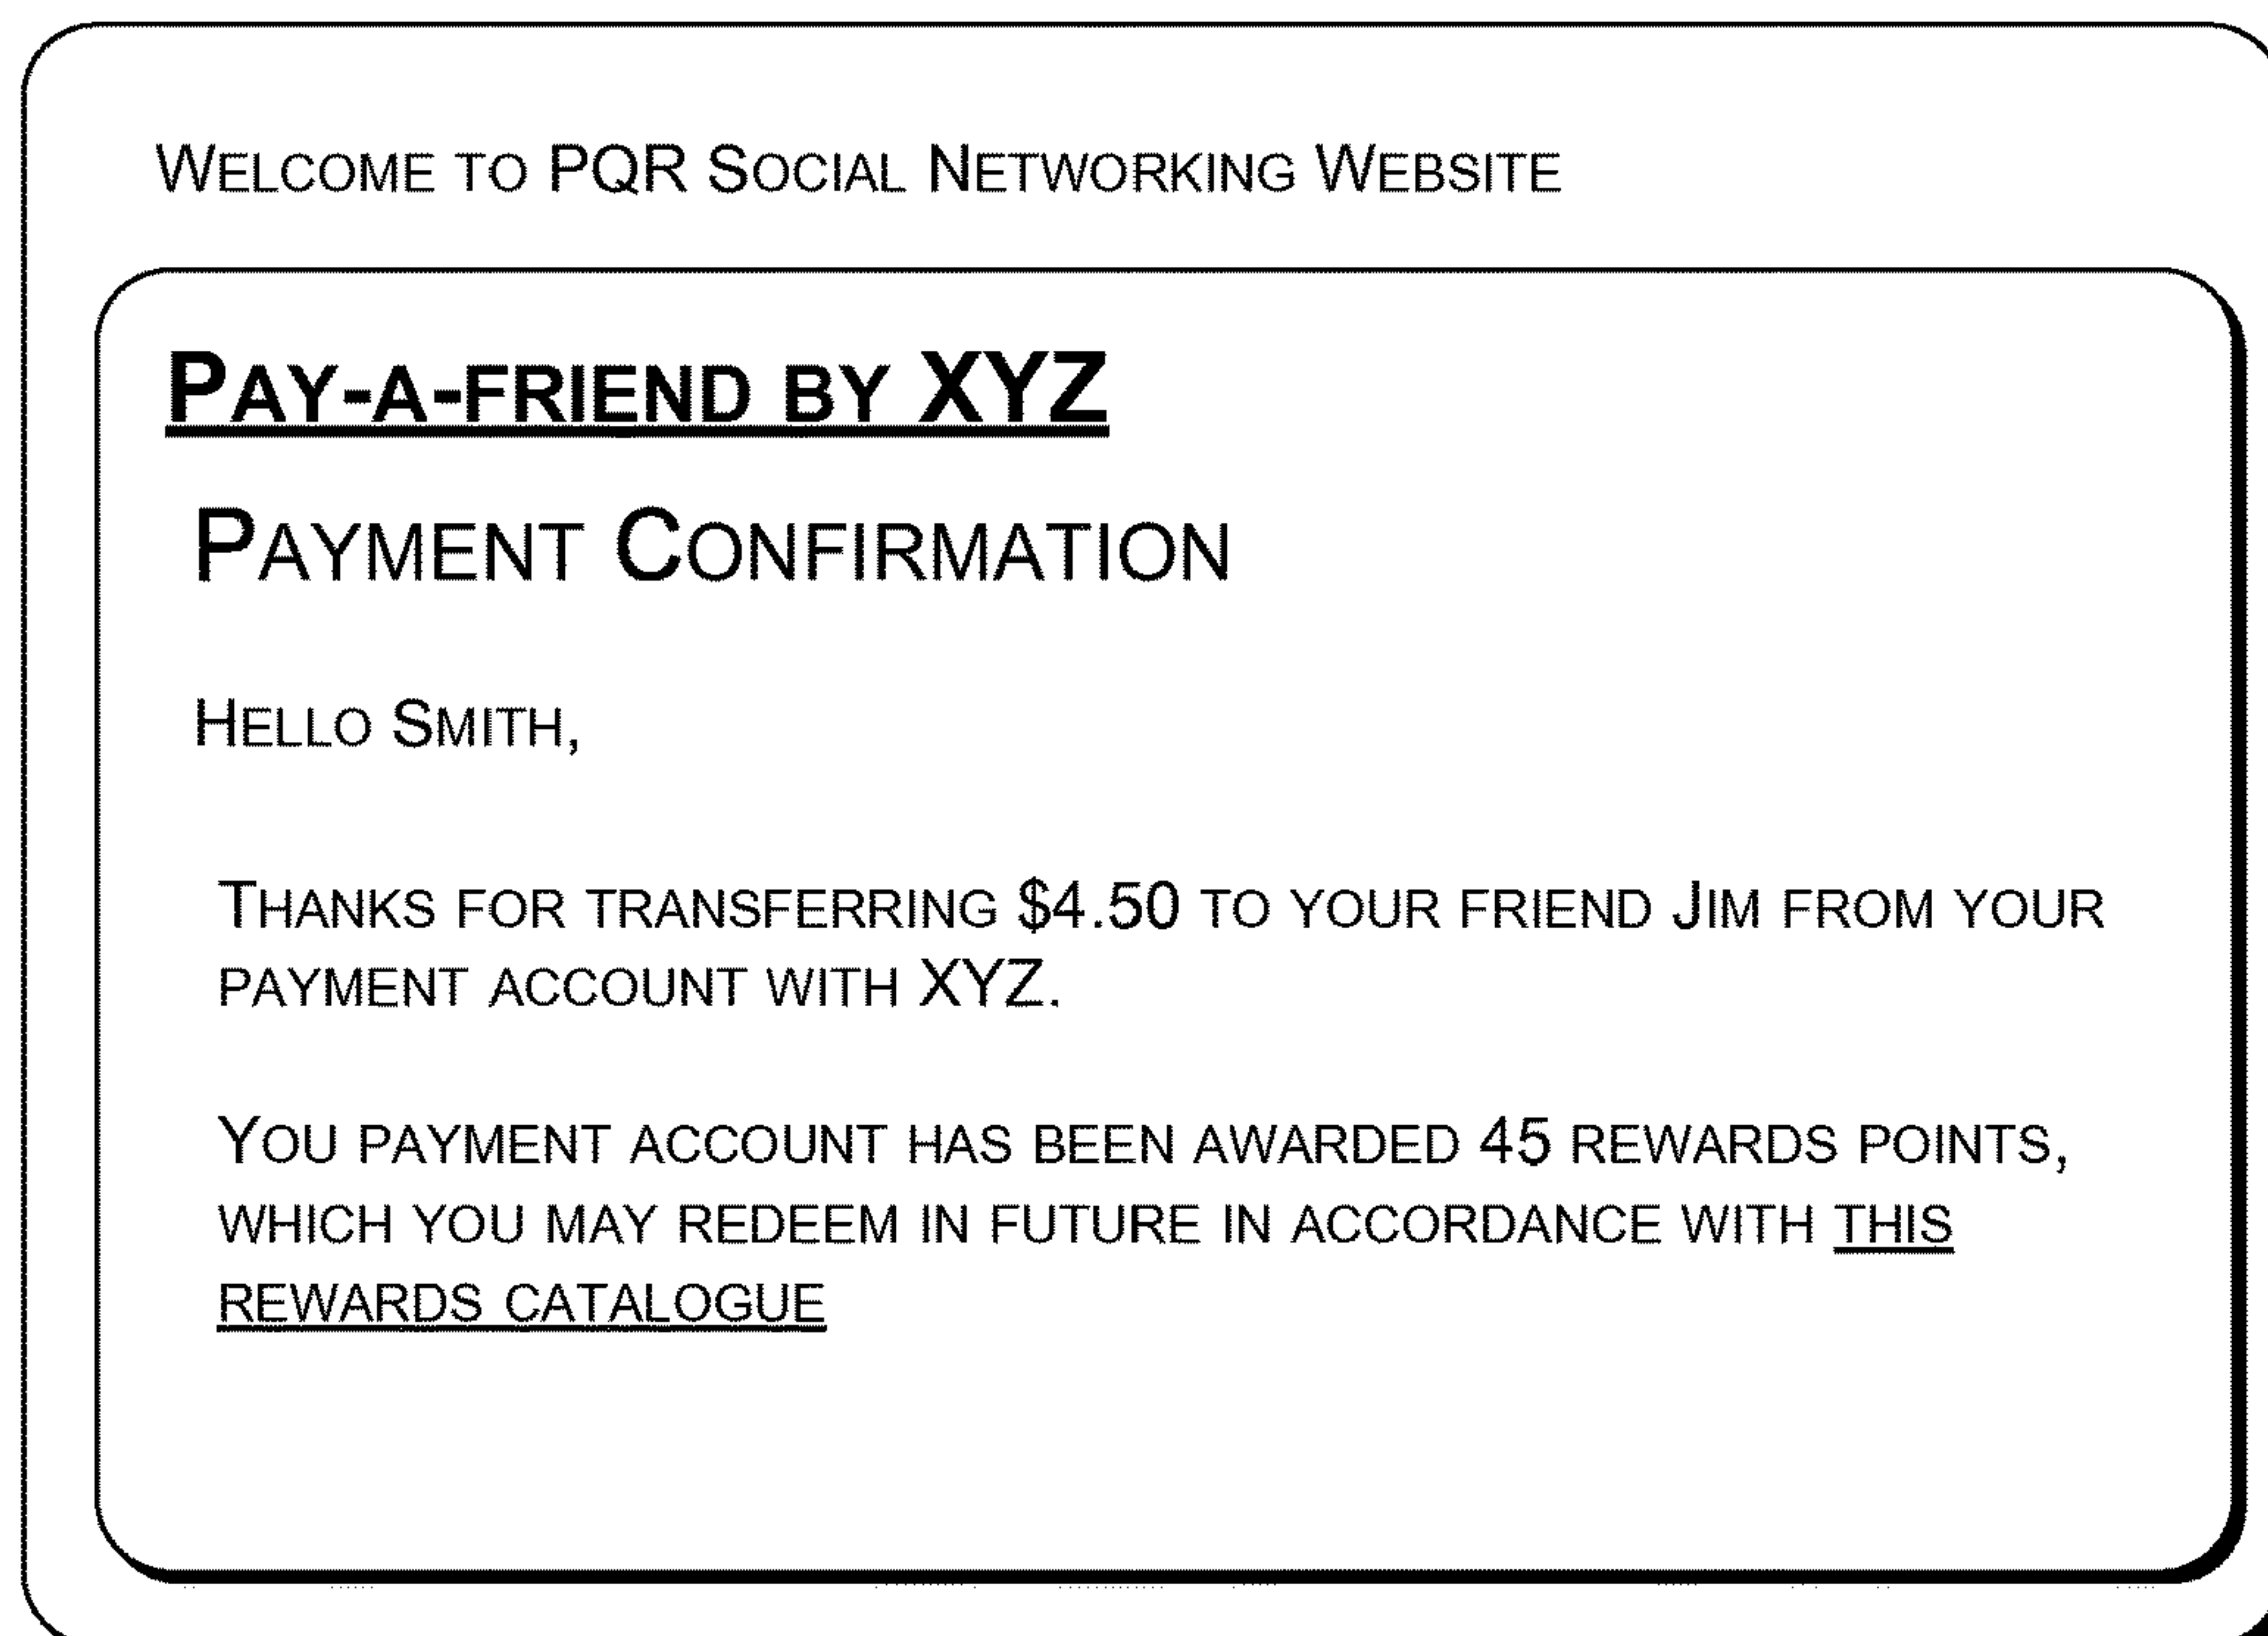 Welcome to PQR Social Networking Website
Pay-a-friend by XYZ
Payment Confirmation
Hello Smith,
Thanks for transferring $4.50 to your friend Jim from your
payment account with XYZ.
You payment account has been awarded 45 rewards points,
which you may redeem in future in accordance with this
rewards catalogue